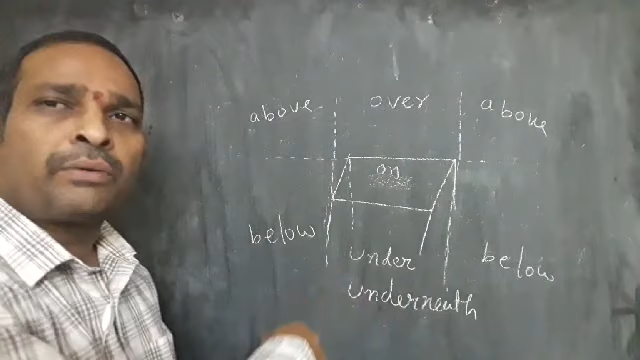 above over above
on
below under below
underneath